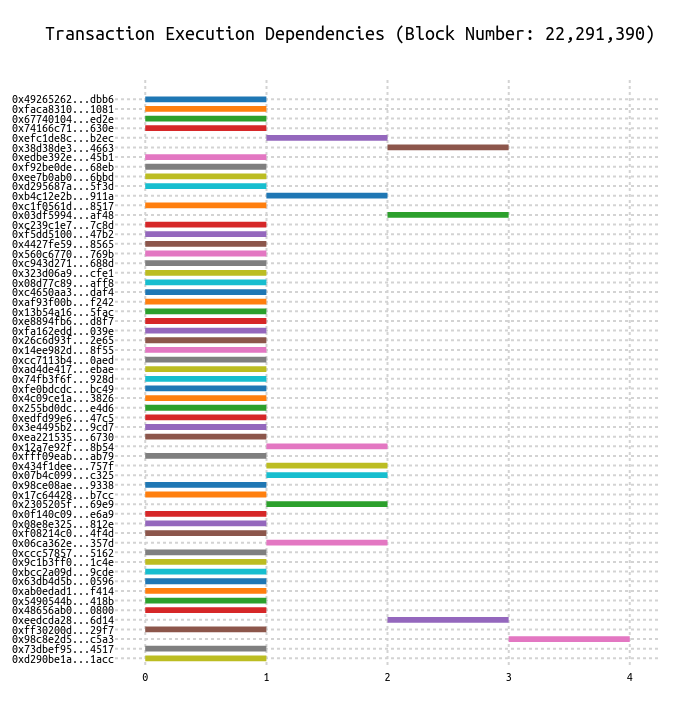 Transaction Execution Dependencies (Block Number: 22,291,390)
0x49265262...dbb6
0xfaca8310...1081
0x67740104...ed2e
0x74166c71...630e
0xefc1de8c...b2ec
0x38d38de3...4663
0xedbe392e...45b1
0xf92be0de...68eb
0xee7b0ab0...6bbd
0xd295687a...5f3d
0xb4c12e2b...911a
0xc1f0561d...8517
0x03df5994...af48
0xc239c1e7...7c8d
0xf5dd5100...47b2
0x4427fe59...8565
0x560c6770...769b
0xc943d271...688d
0x323d06a9...cfe1
0x08d77c89...aff8
0xc4650aa3...daf4
0xaf93f00b...f242
0x13b54a16...5fac
0xe8894fb6...d8f7
0xfa162edd...039e
0x26c6d93f...2e65
0x14ee982d...8f55
0xcc7113b4...0aed
0xad4de417...ebae
0x74fb3f6f...928d
0xfe0bdcdc...bc49
0x4c09ce1a...3826
0x255bd0dc...e4d6
0xedfd99e6...47c5
0x3e4495b2...9cd7
0xea221535...6730
0x12a7e92f...8b54
0xfff09eab...ab79
0x434f1dee...757f
0x07b4c099...c325
0x98ce08ae...9338
0x17c64428...b7cc
0x2305205f...69e9
0x0f140c09...e6a9
0x08e8e325...812e
0xf08214c0...4f4d
0x06ca362e...357d
0xccc57857...5162
0x9c1b3ff0...1c4e
0xbcc2a09d...9cde
0x63db4d5b...0596
0xab0edad1...f414
0x5490544b...418b
0x48656ab0...0800
0xeedcda28...6d14
0xff30200d...29f7
0x98c8e2d5...c5a3
0x73dbef95...4517
0xd290be1a...1acc
0 1 2 3 4